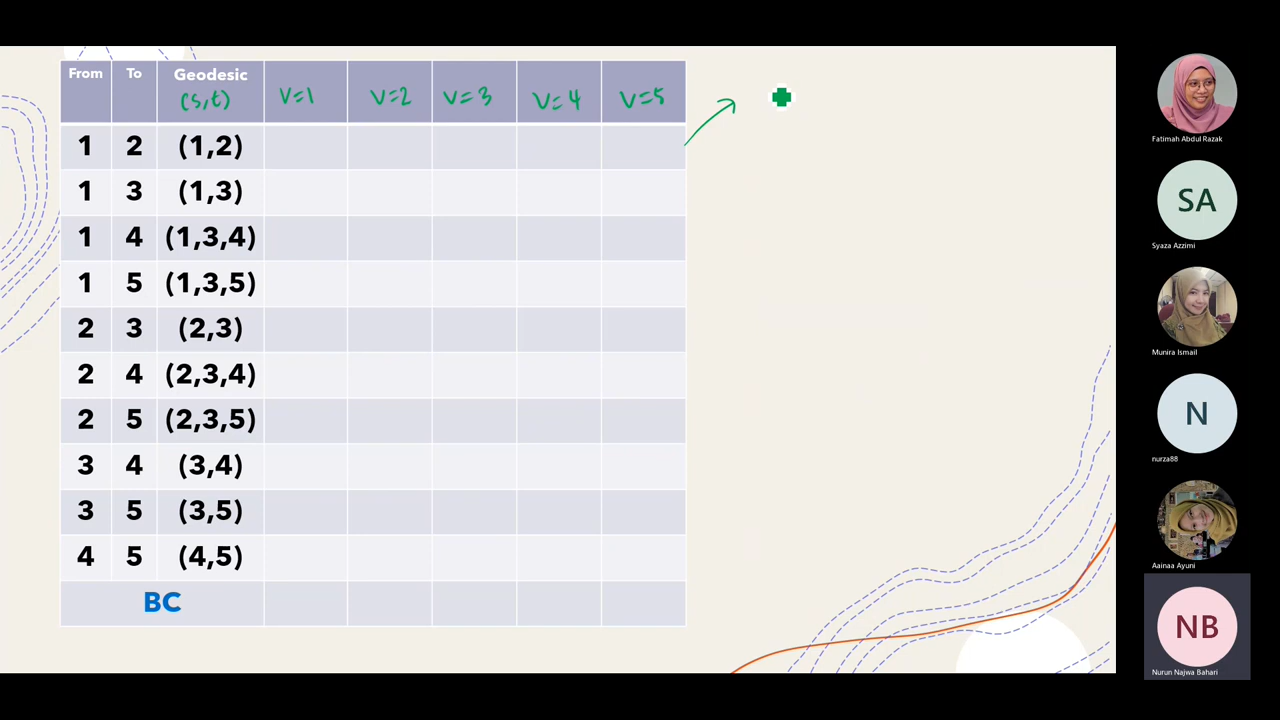 From To Geodesic
(s,t) V=1 V=2 V=3 V=4 V=5
1 2 (1,2)
1 3 (1,3)
1 4 (1,3,4)
1 5 (1,3,5)
2 3 (2,3)
2 4 (2,3,4)
2 5 (2,3,5)
3 4 (3,4)
3 5 (3,5)
4 5 (4,5)
BC
Fatimah Abdul Razak
SA
Syaza Azzimi
Munira Ismail
N
nurza88
Aainaa Ayuni
NB
Nurun Najwa Bahari